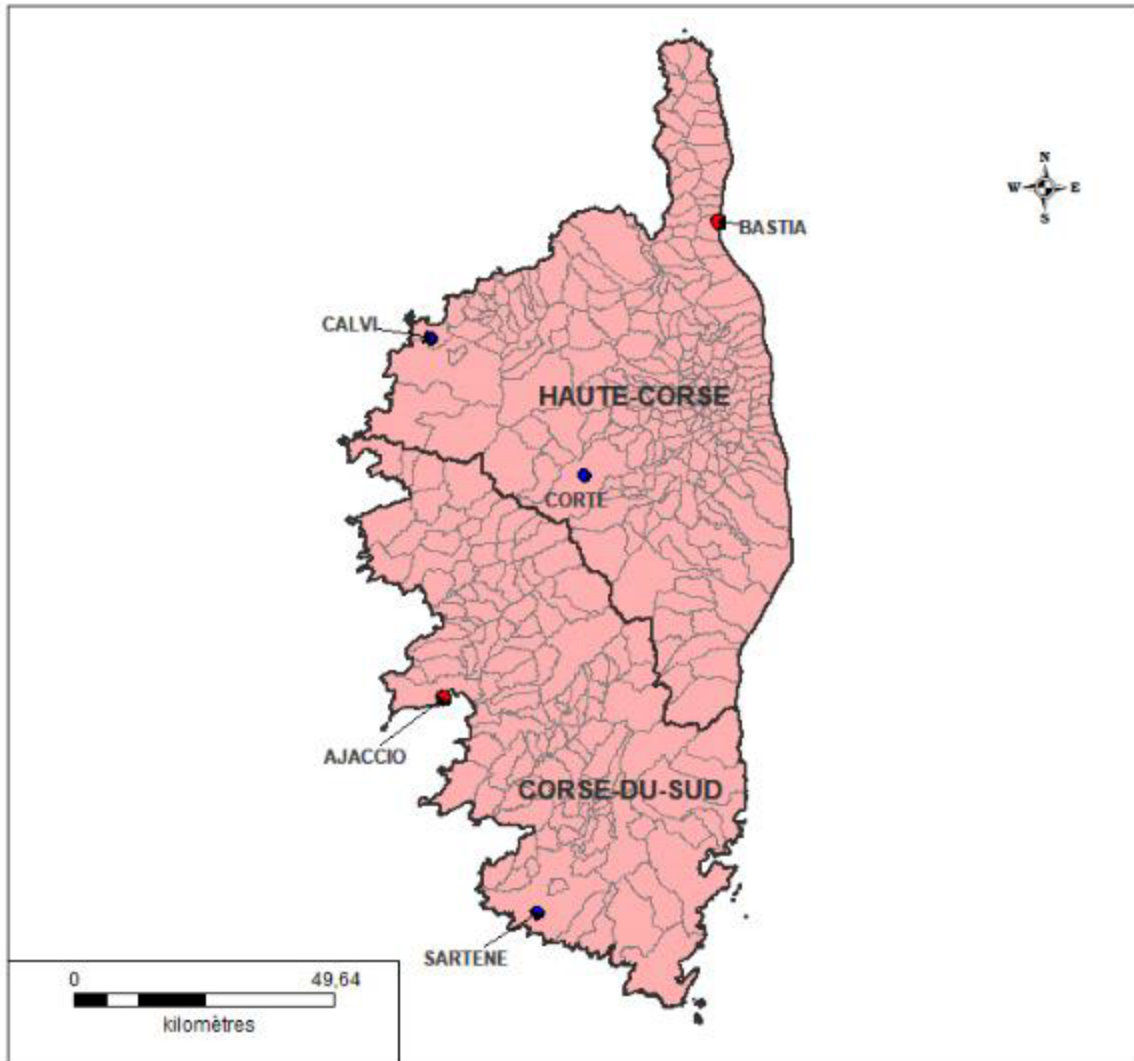 N
W E
S
BASTIA
CALVI
HAUTE-CORSE
CORTE
AJACCIO
CORSE-DU-SUD
SARTENE
0 49,64
kilomètres